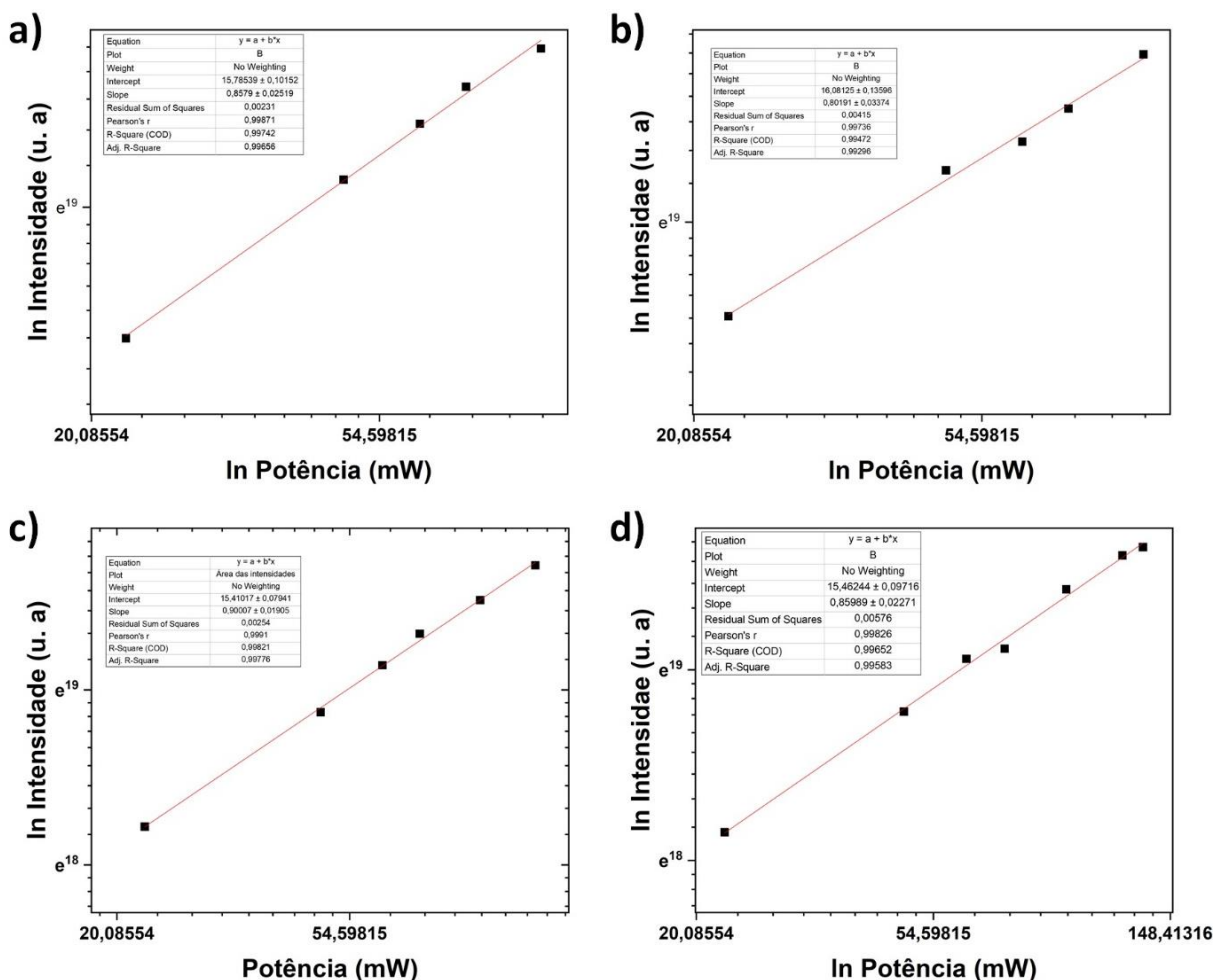 a)
Equation y = a + b*x
Plot B
Weight No Weighting
Intercept 15,78539 ± 0,10152
Slope 0,8579 ± 0,02519
Residual Sum of Squares 0,00231
Pearson's r 0,99871
R-Square (COD) 0,99742
Adj. R-Square 0,99656
ln Intensidade (u. a)
e19
20,08554 54,59815
ln Potência (mW)
b)
Equation y = a + b*x
Plot B
Weight No Weighting
Intercept 16,08125 ± 0,13596
Slope 0,80191 ± 0,03374
Residual Sum of Squares 0,00415
Pearson's r 0,99736
R-Square (COD) 0,99472
Adj. R-Square 0,99296
ln Intensidae (u. a)
e19
20,08554 54,59815
ln Potência (mW)
c)
Equation y = a + b*x
Plot Área das intensidades
Weight No Weighting
Intercept 15,41017 ± 0,07941
Slope 0,90007 ± 0,01905
Residual Sum of Squares 0,00254
Pearson's r 0,9991
R-Square (COD) 0,99821
Adj. R-Square 0,99776
ln Intensidade (u. a)
e19
e18
20,08554 54,59815
Potência (mW)
d)
Equation y = a + b*x
Plot B
Weight No Weighting
Intercept 15,46244 ± 0,09716
Slope 0,85989 ± 0,02271
Residual Sum of Squares 0,00576
Pearson's r 0,99826
R-Square (COD) 0,99652
Adj. R-Square 0,99583
ln Intensidae (u. a)
e19
e18
20,08554 54,59815 148,41316
ln Potência (mW)